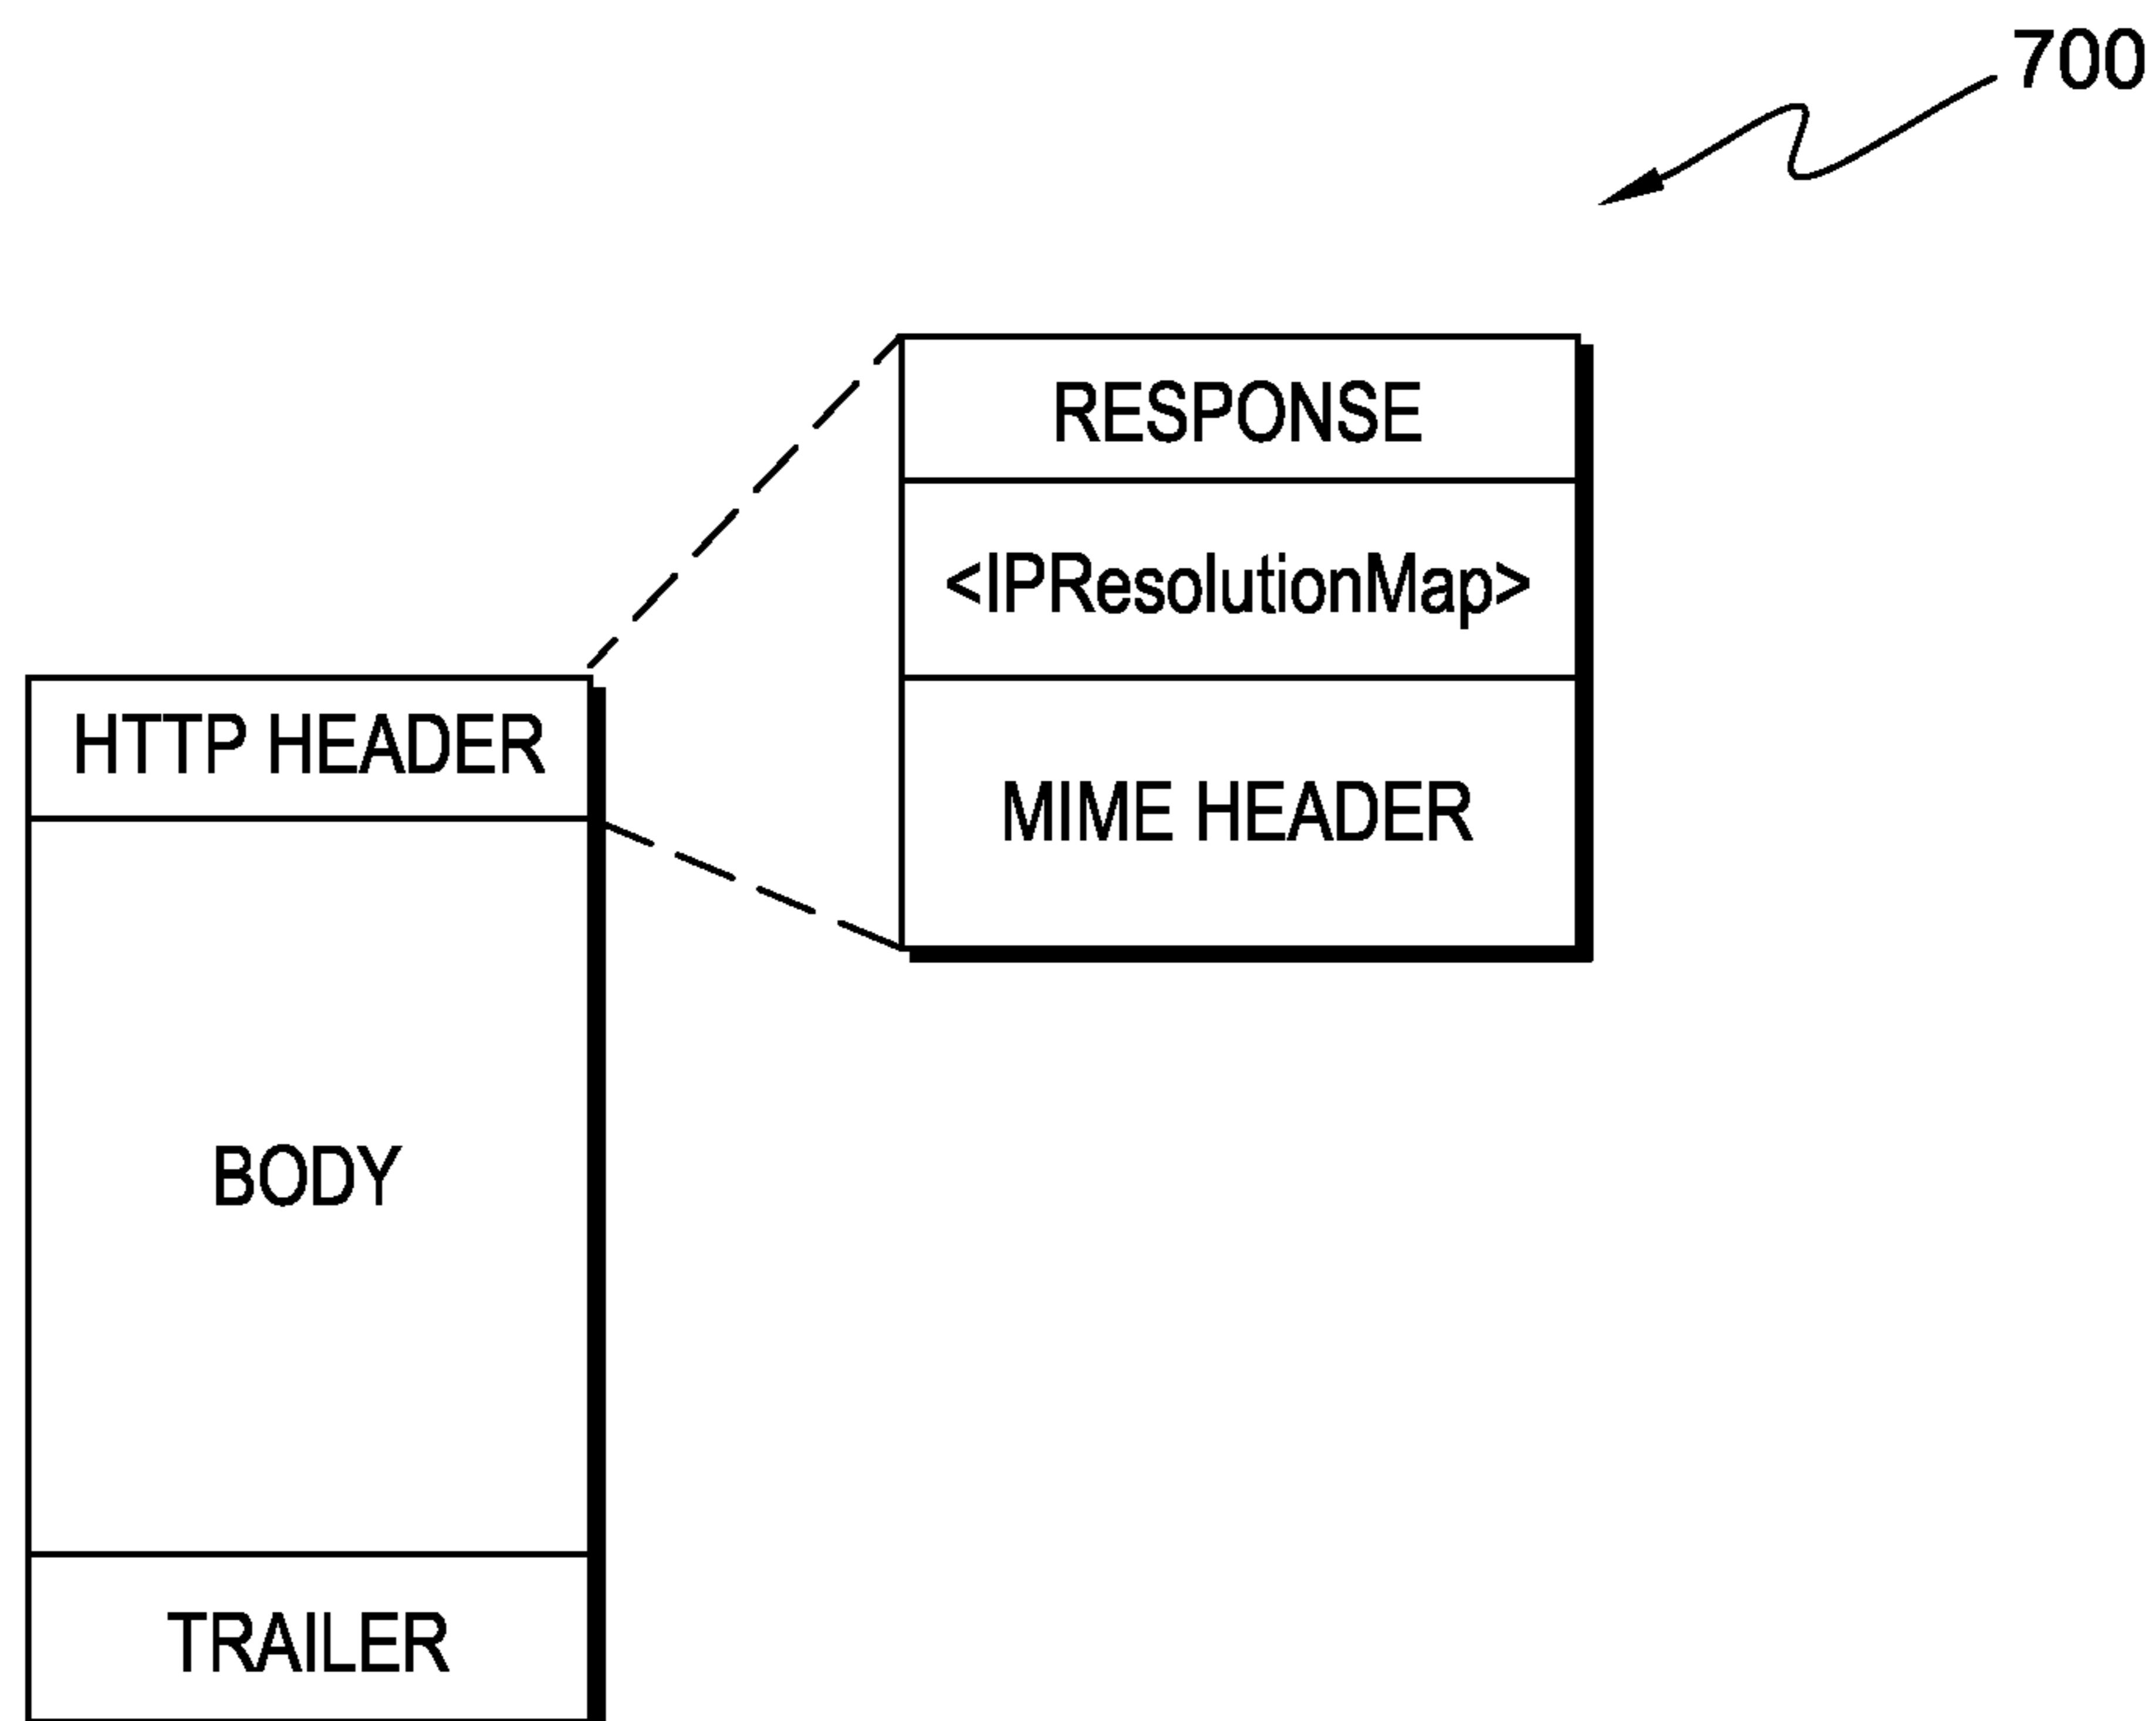 700
RESPONSE
<IPResolutionMap>
MIME HEADER
HTTP HEADER
BODY
TRAILER